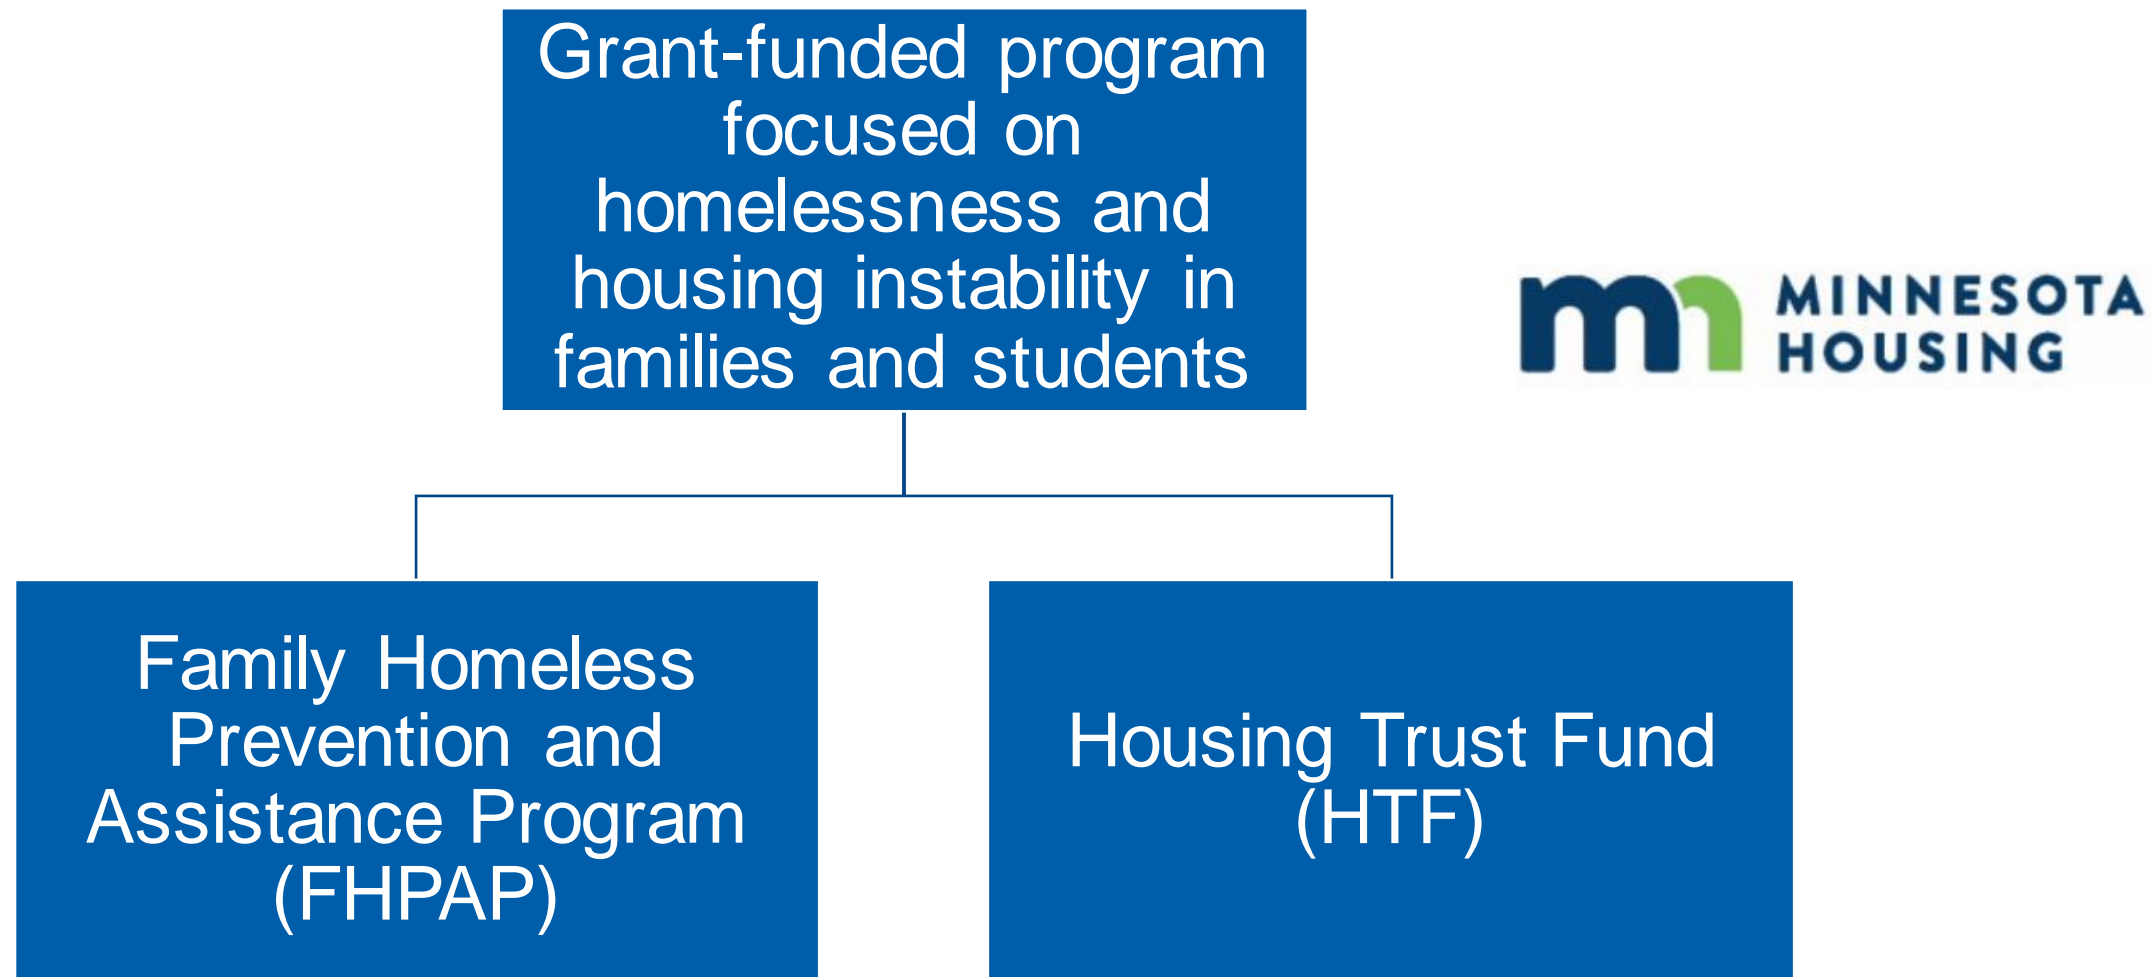 Grant-funded program
focused on
homelessness and
housing instability in
families and students
MINNESOTA
HOUSING
Family Homeless
Prevention and
Assistance Program
(FHPAP)
Housing Trust Fund
(HTF)